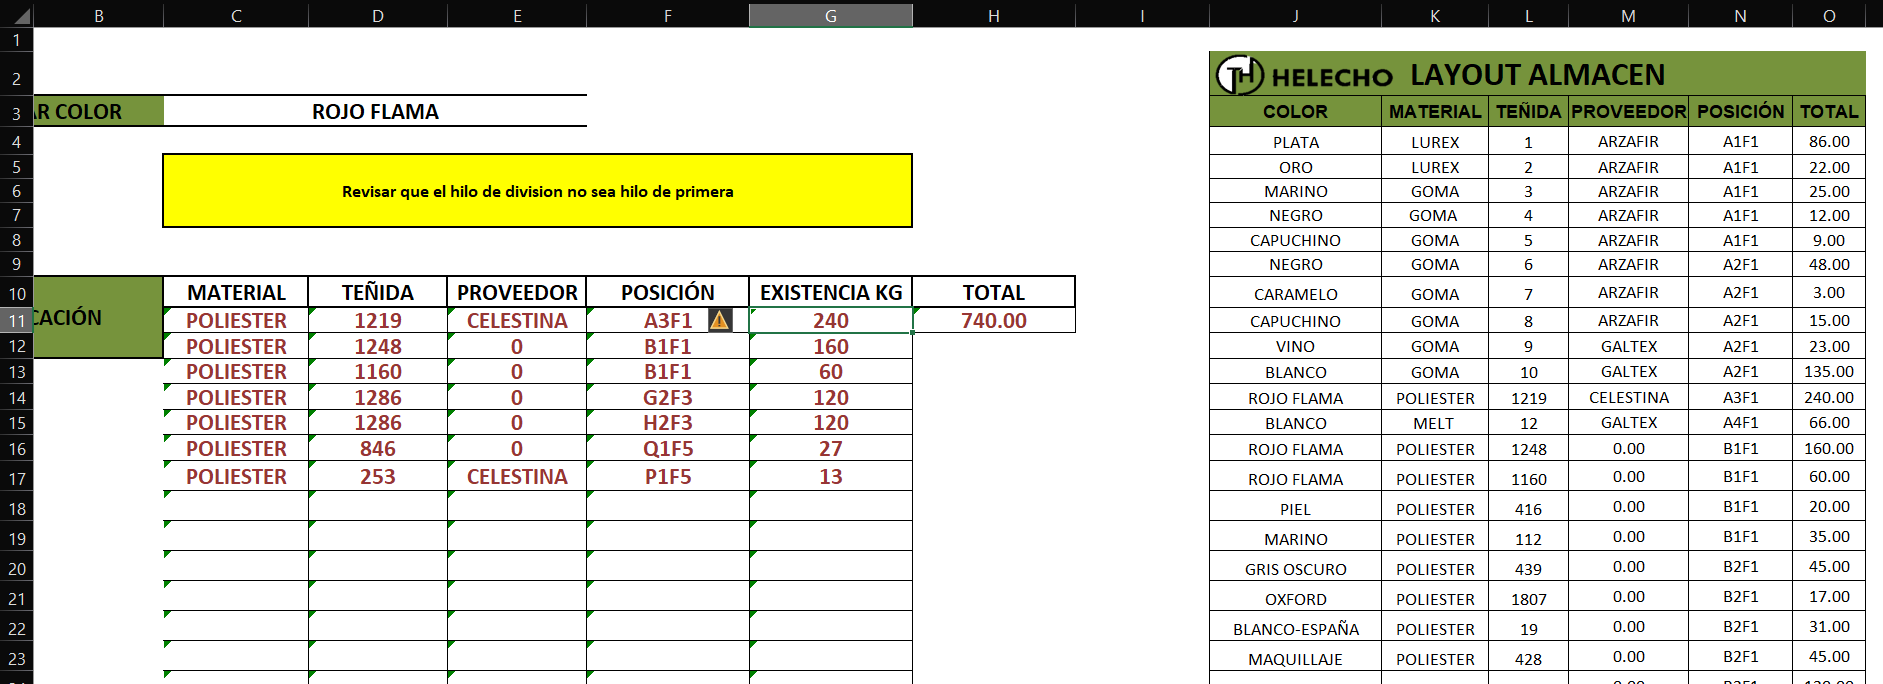 B C D E F G H I J K L M N O
1
2 TH HELECHO LAYOUT ALMACEN
3 AR COLOR ROJO FLAMA COLOR MATERIAL TEÑIDA PROVEEDOR POSICIÓN TOTAL
4 PLATA LUREX 1 ARZAFIR A1F1 86.00
5 ORO LUREX 2 ARZAFIR A1F1 22.00
6 Revisar que el hilo de division no sea hilo de primera MARINO GOMA 3 ARZAFIR A1F1 25.00
7 NEGRO GOMA 4 ARZAFIR A1F1 12.00
8 CAPUCHINO GOMA 5 ARZAFIR A1F1 9.00
9 NEGRO GOMA 6 ARZAFIR A2F1 48.00
10 MATERIAL TEÑIDA PROVEEDOR POSICIÓN EXISTENCIA KG TOTAL CARAMELO GOMA 7 ARZAFIR A2F1 3.00
11 CACIÓN POLIESTER 1219 CELESTINA A3F1 240 740.00 CAPUCHINO GOMA 8 ARZAFIR A2F1 15.00
12 POLIESTER 1248 0 B1F1 160 VINO GOMA 9 GALTEX A2F1 23.00
13 POLIESTER 1160 0 B1F1 60 BLANCO GOMA 10 GALTEX A2F1 135.00
14 POLIESTER 1286 0 G2F3 120 ROJO FLAMA POLIESTER 1219 CELESTINA A3F1 240.00
15 POLIESTER 1286 0 H2F3 120 BLANCO MELT 12 GALTEX A4F1 66.00
16 POLIESTER 846 0 Q1F5 27 ROJO FLAMA POLIESTER 1248 0.00 B1F1 160.00
17 POLIESTER 253 CELESTINA P1F5 13 ROJO FLAMA POLIESTER 1160 0.00 B1F1 60.00
18 PIEL POLIESTER 416 0.00 B1F1 20.00
19 MARINO POLIESTER 112 0.00 B1F1 35.00
20 GRIS OSCURO POLIESTER 439 0.00 B2F1 45.00
21 OXFORD POLIESTER 1807 0.00 B2F1 17.00
22 BLANCO-ESPAÑA POLIESTER 19 0.00 B2F1 31.00
23 MAQUILLAJE POLIESTER 428 0.00 B2F1 45.00